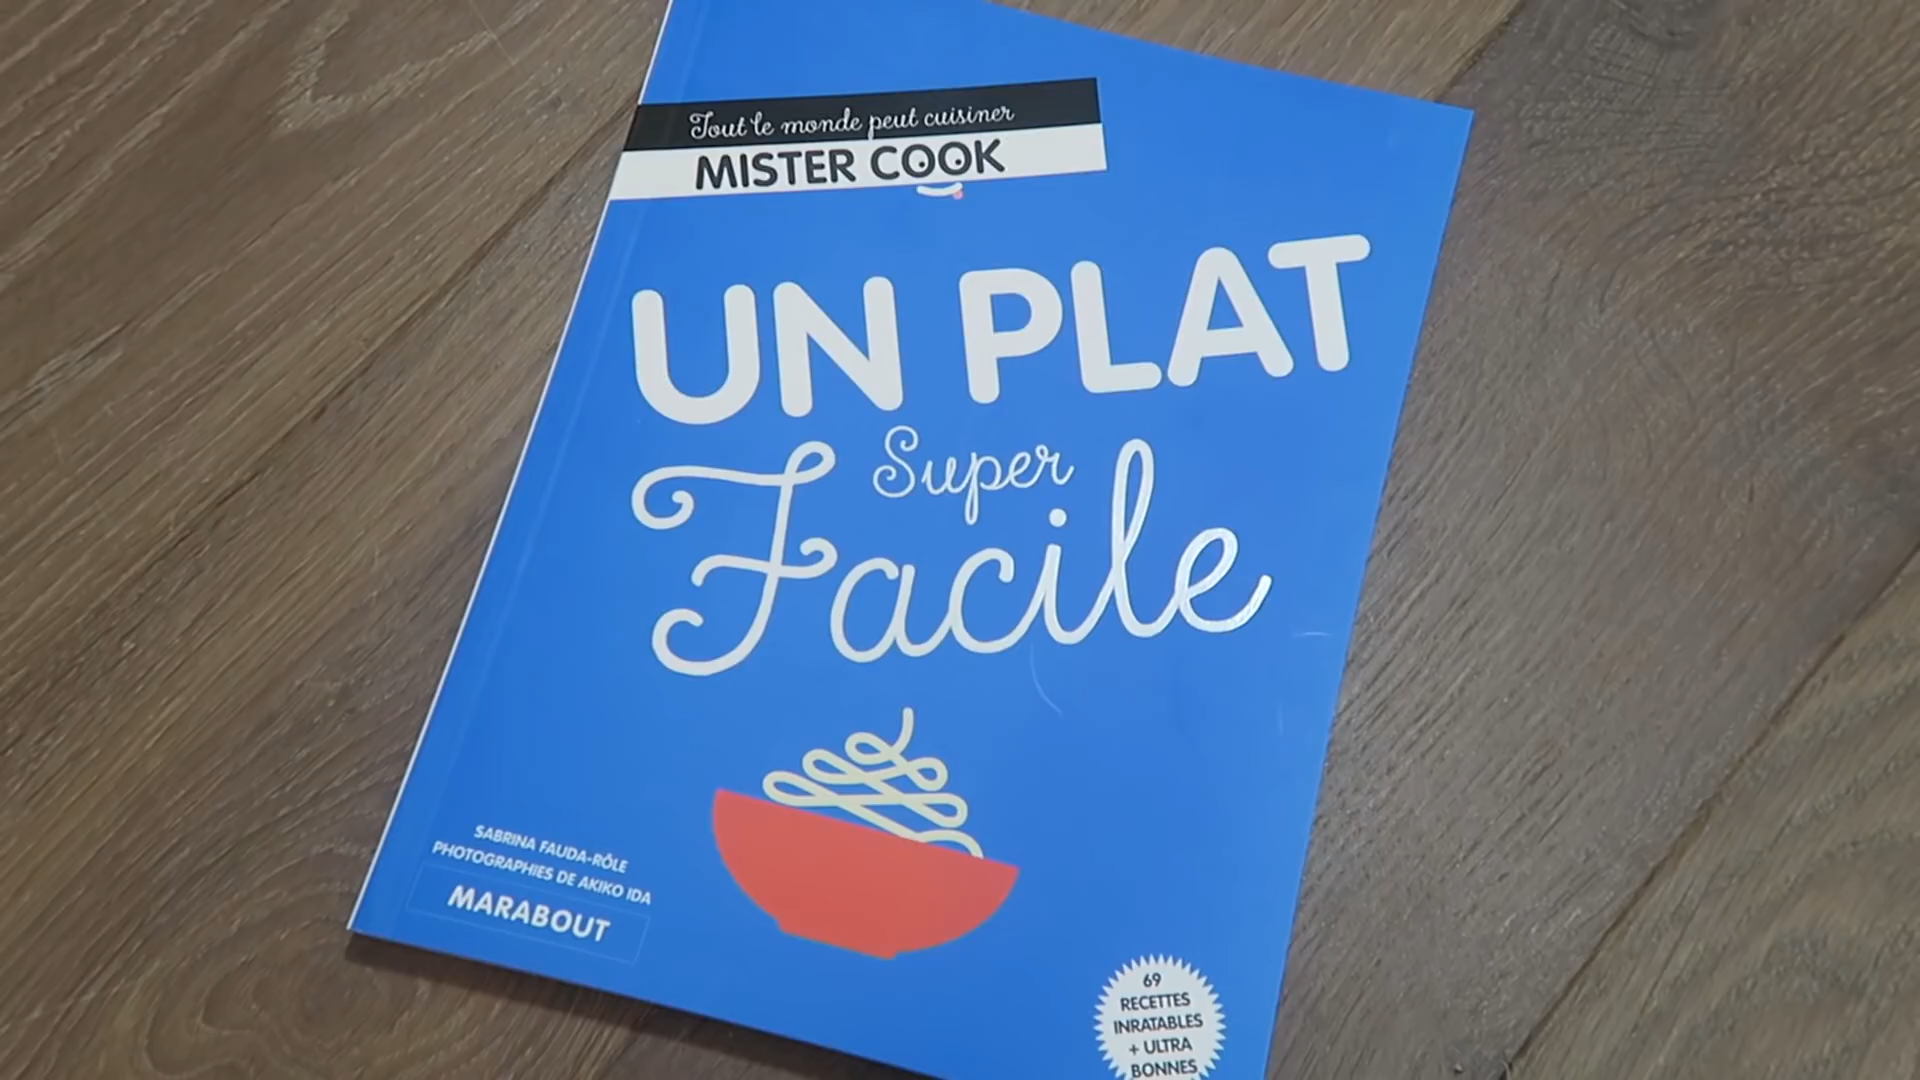 Tout le monde peut cuisiner
MISTER COOK
UN PLAT
Super
Facile
SABRINA FAUDA-RÔLE
PHOTOGRAPHIES DE AKIKO IDA
MARABOUT
69
RECETTES
INRATABLES
+ ULTRA
BONNES